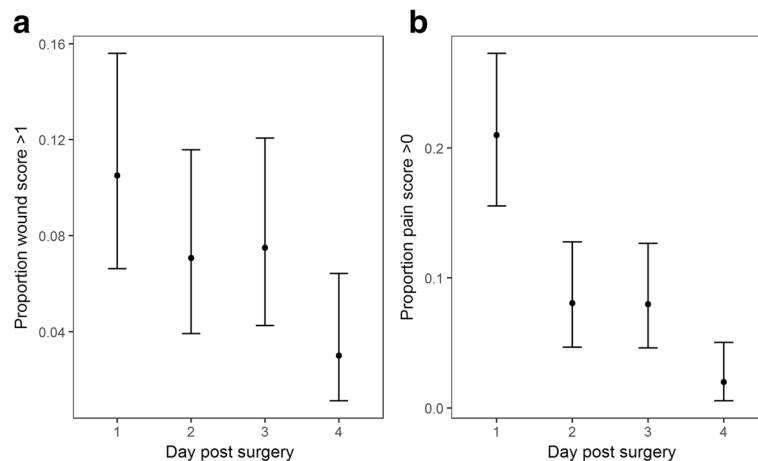 a
0.16
0.12
0.08
0.04
Proportion wound score >1
1 2 3 4
Day post surgery
b
0.2
0.1
0.0
Proportion pain score >0
1 2 3 4
Day post surgery